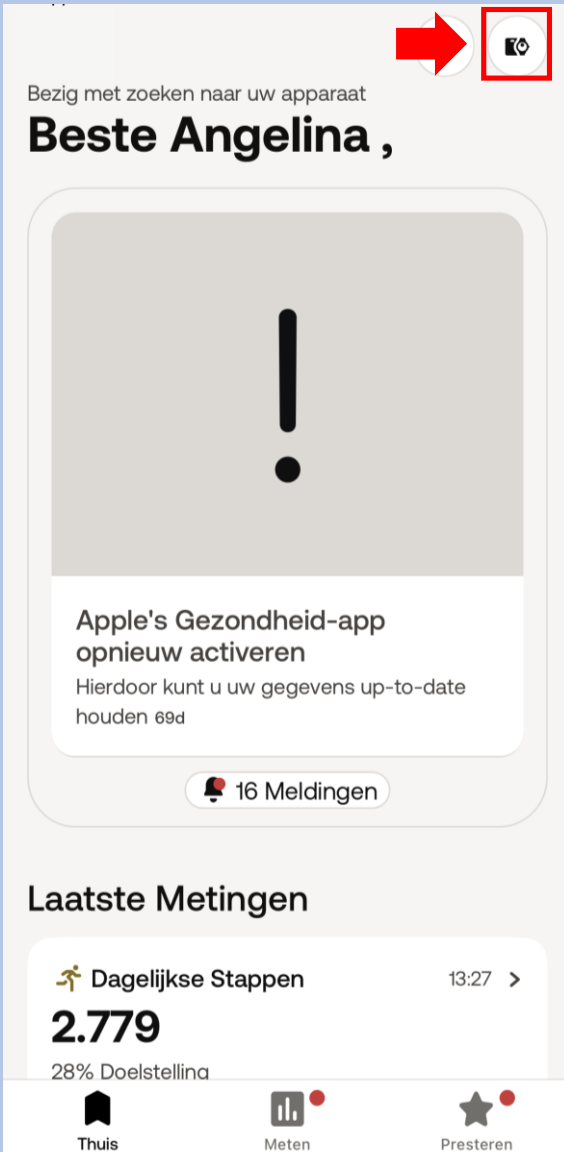 Bezig met zoeken naar uw apparaat
Beste Angelina ,
Apple's Gezondheid-app
opnieuw activeren
Hierdoor kunt u uw gegevens up-to-date
houden 69d
16 Meldingen
Laatste Metingen
Dagelijkse Stappen 13:27
2.779
28% Doelstelling
Thuis Meten Presteren